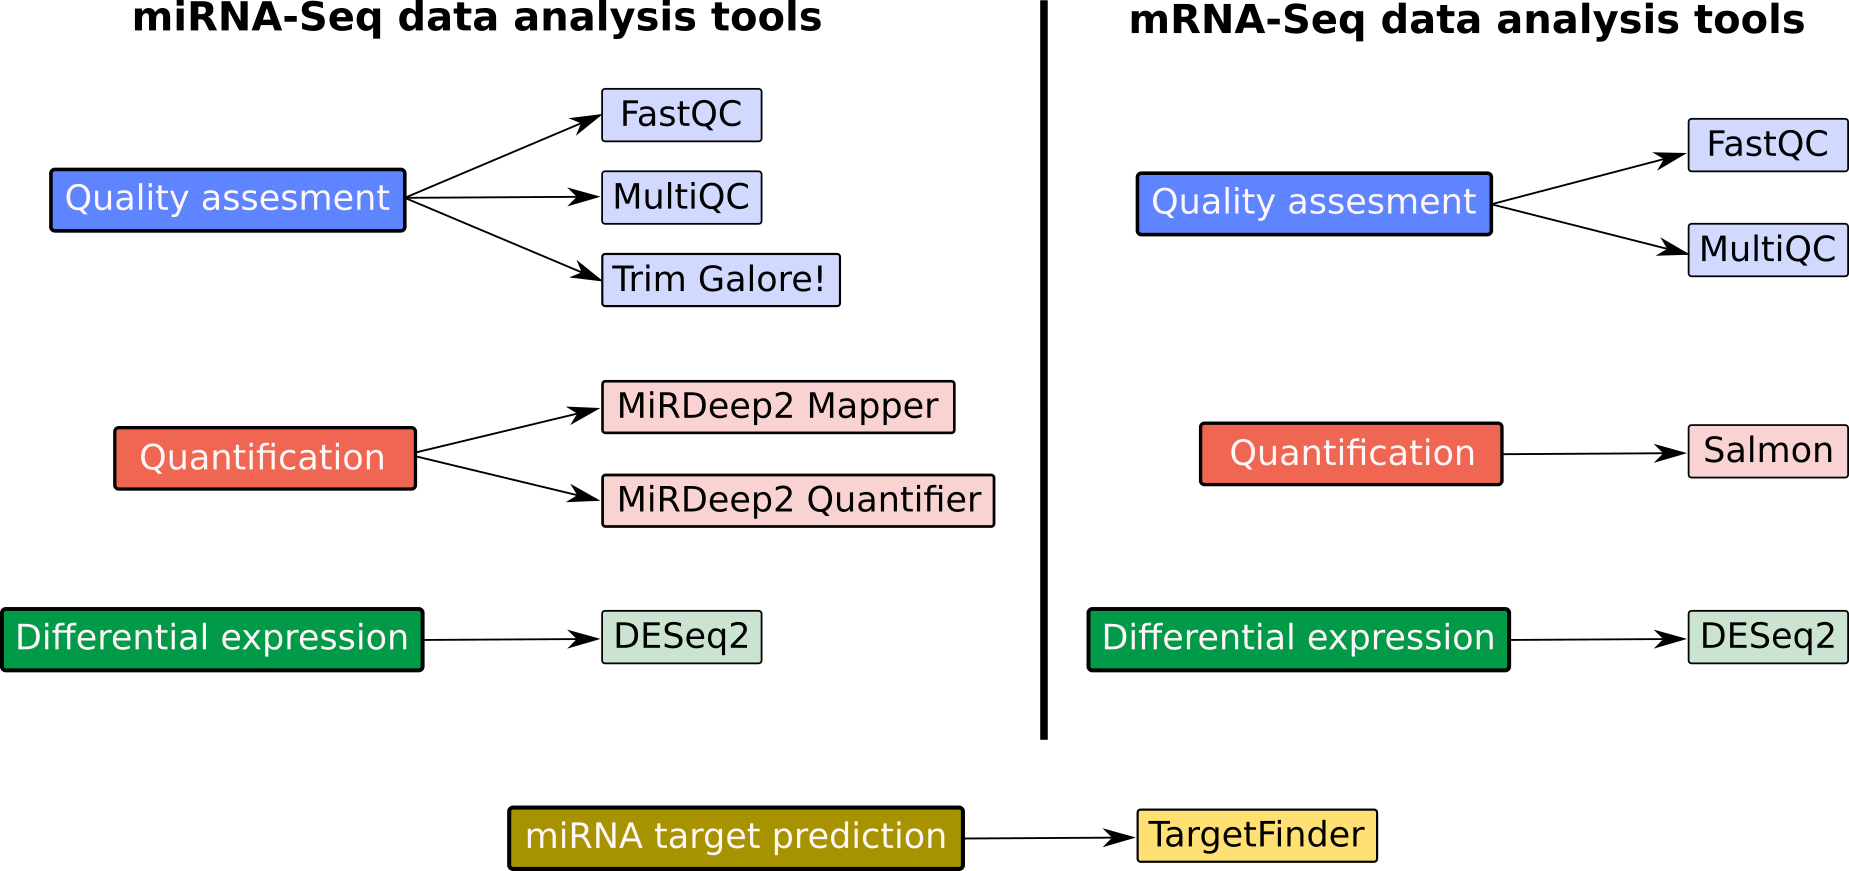 miRNA-Seq data analysis tools
Quality assesment
FastQC
MultiQC
Trim Galore!
Quantification
MiRDeep2 Mapper
MiRDeep2 Quantifier
Differential expression
DESeq2
mRNA-Seq data analysis tools
Quality assesment
FastQC
MultiQC
Quantification
Salmon
Differential expression
DESeq2
miRNA target prediction
TargetFinder